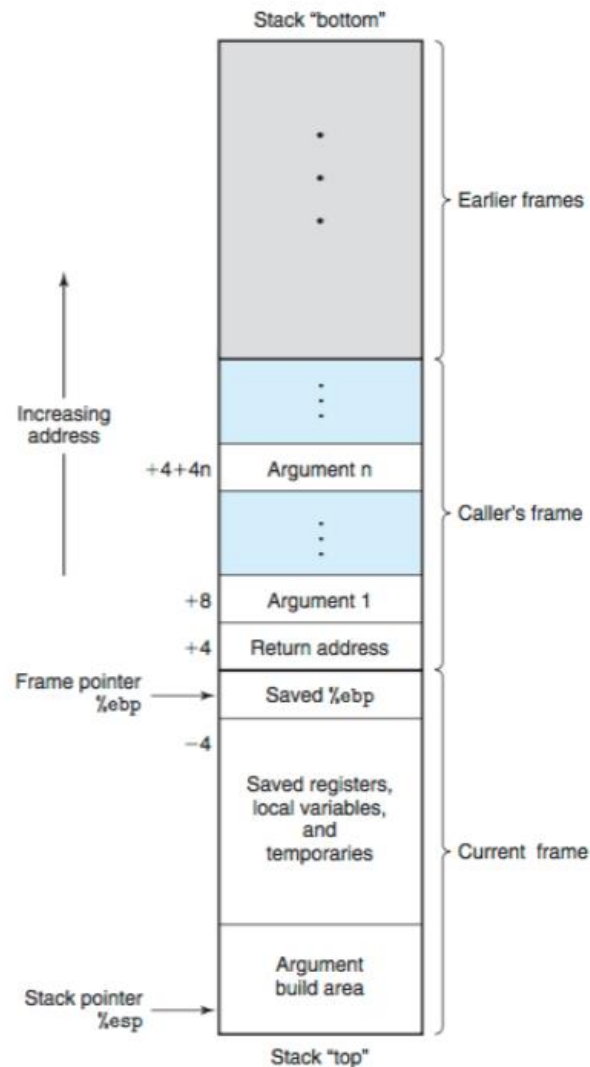 Stack “bottom”
Earlier frames
Increasing
address
+4+4n
Argument n
Caller's frame
+8
Argument 1
+4
Return address
Frame pointer
%ebp
Saved %ebp
−4
Saved registers,
local variables,
and
temporaries
Current frame
Argument
build area
Stack pointer
%esp
Stack “top”